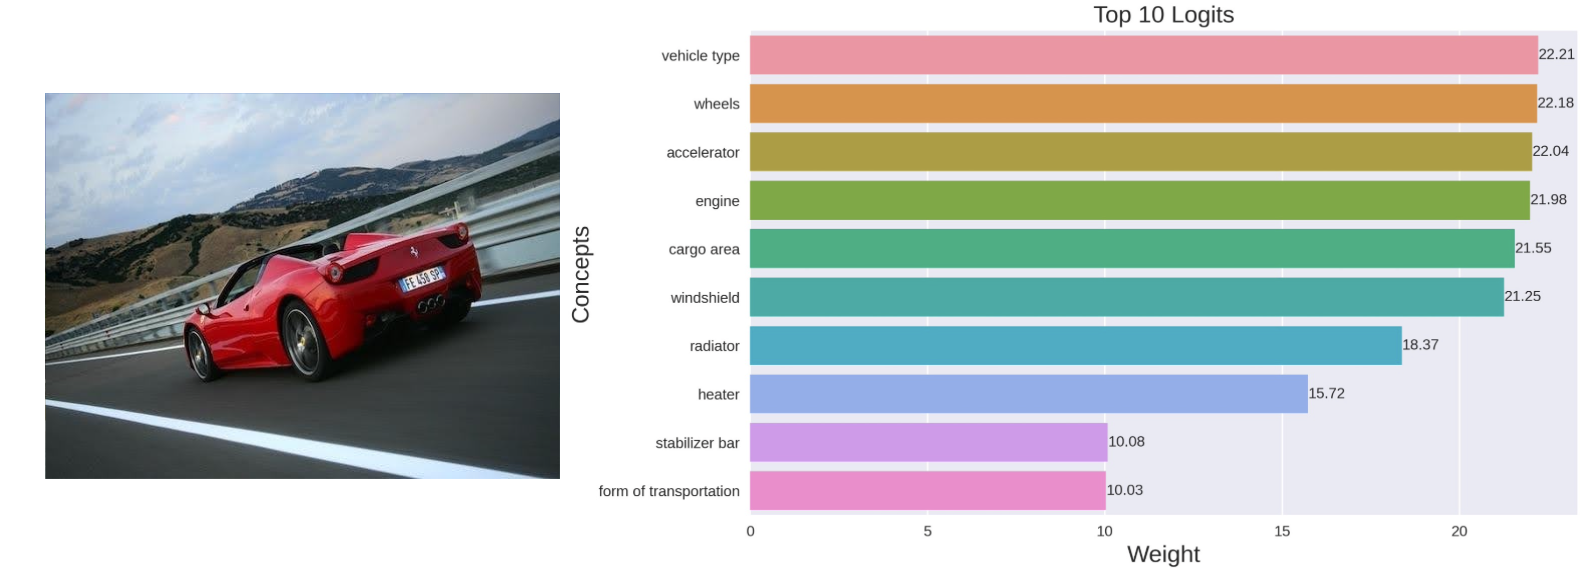 Top 10 Logits
vehicle type 22.21
wheels 22.18
accelerator 22.04
engine 21.98
cargo area 21.55
windshield 21.25
radiator 18.37
heater 15.72
stabilizer bar 10.08
form of transportation 10.03
0 5 10 15 20
Weight
Concepts
FE 458 SP